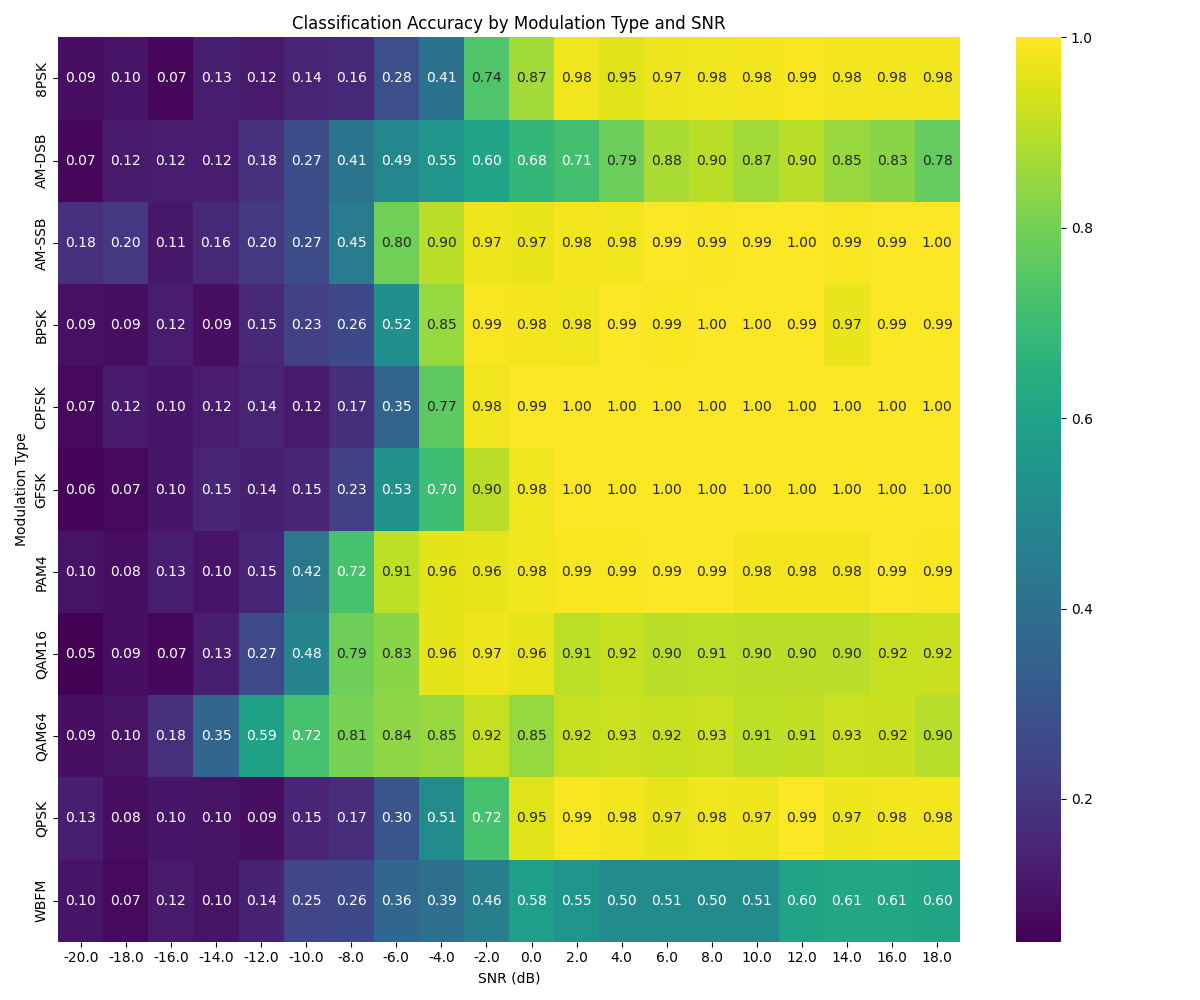 Classification Accuracy by Modulation Type and SNR
8PSK 0.09 0.10 0.07 0.13 0.12 0.14 0.16 0.28 0.41 0.74 0.87 0.98 0.95 0.97 0.98 0.98 0.99 0.98 0.98 0.98
AM-DSB 0.07 0.12 0.12 0.12 0.18 0.27 0.41 0.49 0.55 0.60 0.68 0.71 0.79 0.88 0.90 0.87 0.90 0.85 0.83 0.78
AM-SSB 0.18 0.20 0.11 0.16 0.20 0.27 0.45 0.80 0.90 0.97 0.97 0.98 0.98 0.99 0.99 0.99 1.00 0.99 0.99 1.00
BPSK 0.09 0.09 0.12 0.09 0.15 0.23 0.26 0.52 0.85 0.99 0.98 0.98 0.99 0.99 1.00 1.00 0.99 0.97 0.99 0.99
CPFSK 0.07 0.12 0.10 0.12 0.14 0.12 0.17 0.35 0.77 0.98 0.99 1.00 1.00 1.00 1.00 1.00 1.00 1.00 1.00 1.00
GFSK 0.06 0.07 0.10 0.15 0.14 0.15 0.23 0.53 0.70 0.90 0.98 1.00 1.00 1.00 1.00 1.00 1.00 1.00 1.00 1.00
PAM4 0.10 0.08 0.13 0.10 0.15 0.42 0.72 0.91 0.96 0.96 0.98 0.99 0.99 0.99 0.99 0.98 0.98 0.98 0.99 0.99
QAM16 0.05 0.09 0.07 0.13 0.27 0.48 0.79 0.83 0.96 0.97 0.96 0.91 0.92 0.90 0.91 0.90 0.90 0.90 0.92 0.92
QAM64 0.09 0.10 0.18 0.35 0.59 0.72 0.81 0.84 0.85 0.92 0.85 0.92 0.93 0.92 0.93 0.91 0.91 0.93 0.92 0.90
QPSK 0.13 0.08 0.10 0.10 0.09 0.15 0.17 0.30 0.51 0.72 0.95 0.99 0.98 0.97 0.98 0.97 0.99 0.97 0.98 0.98
WBFM 0.10 0.07 0.12 0.10 0.14 0.25 0.26 0.36 0.39 0.46 0.58 0.55 0.50 0.51 0.50 0.51 0.60 0.61 0.61 0.60
-20.0 -18.0 -16.0 -14.0 -12.0 -10.0 -8.0 -6.0 -4.0 -2.0 0.0 2.0 4.0 6.0 8.0 10.0 12.0 14.0 16.0 18.0
SNR (dB)
Modulation Type
1.0
0.8
0.6
0.4
0.2